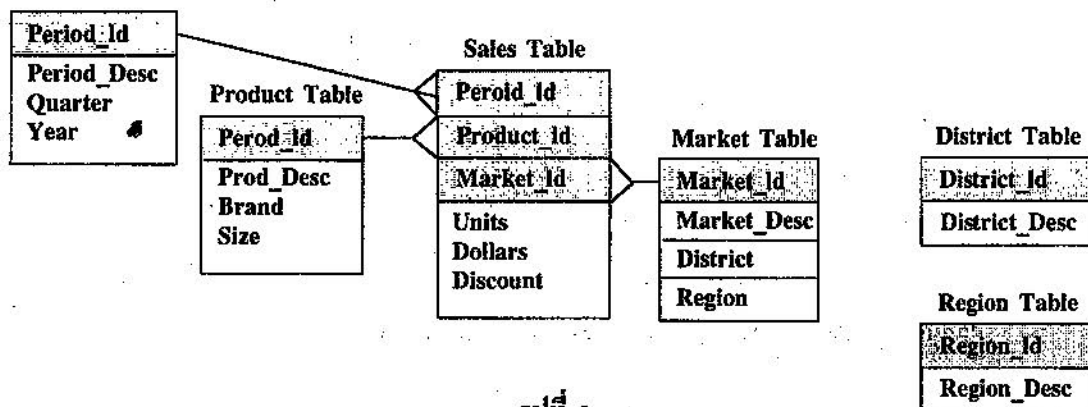 Period_Id
Period_Desc
Quarter
Year
Product Table
Perod_Id
Prod_Desc
Brand
Size
Sales Table
Peroid_Id
Product_Id
Market_Id
Units
Dollars
Discount
Market Table
Market_Id
Market_Desc
District
Region
District Table
District_Id
District_Desc
Region Table
Region_Id
Region_Desc